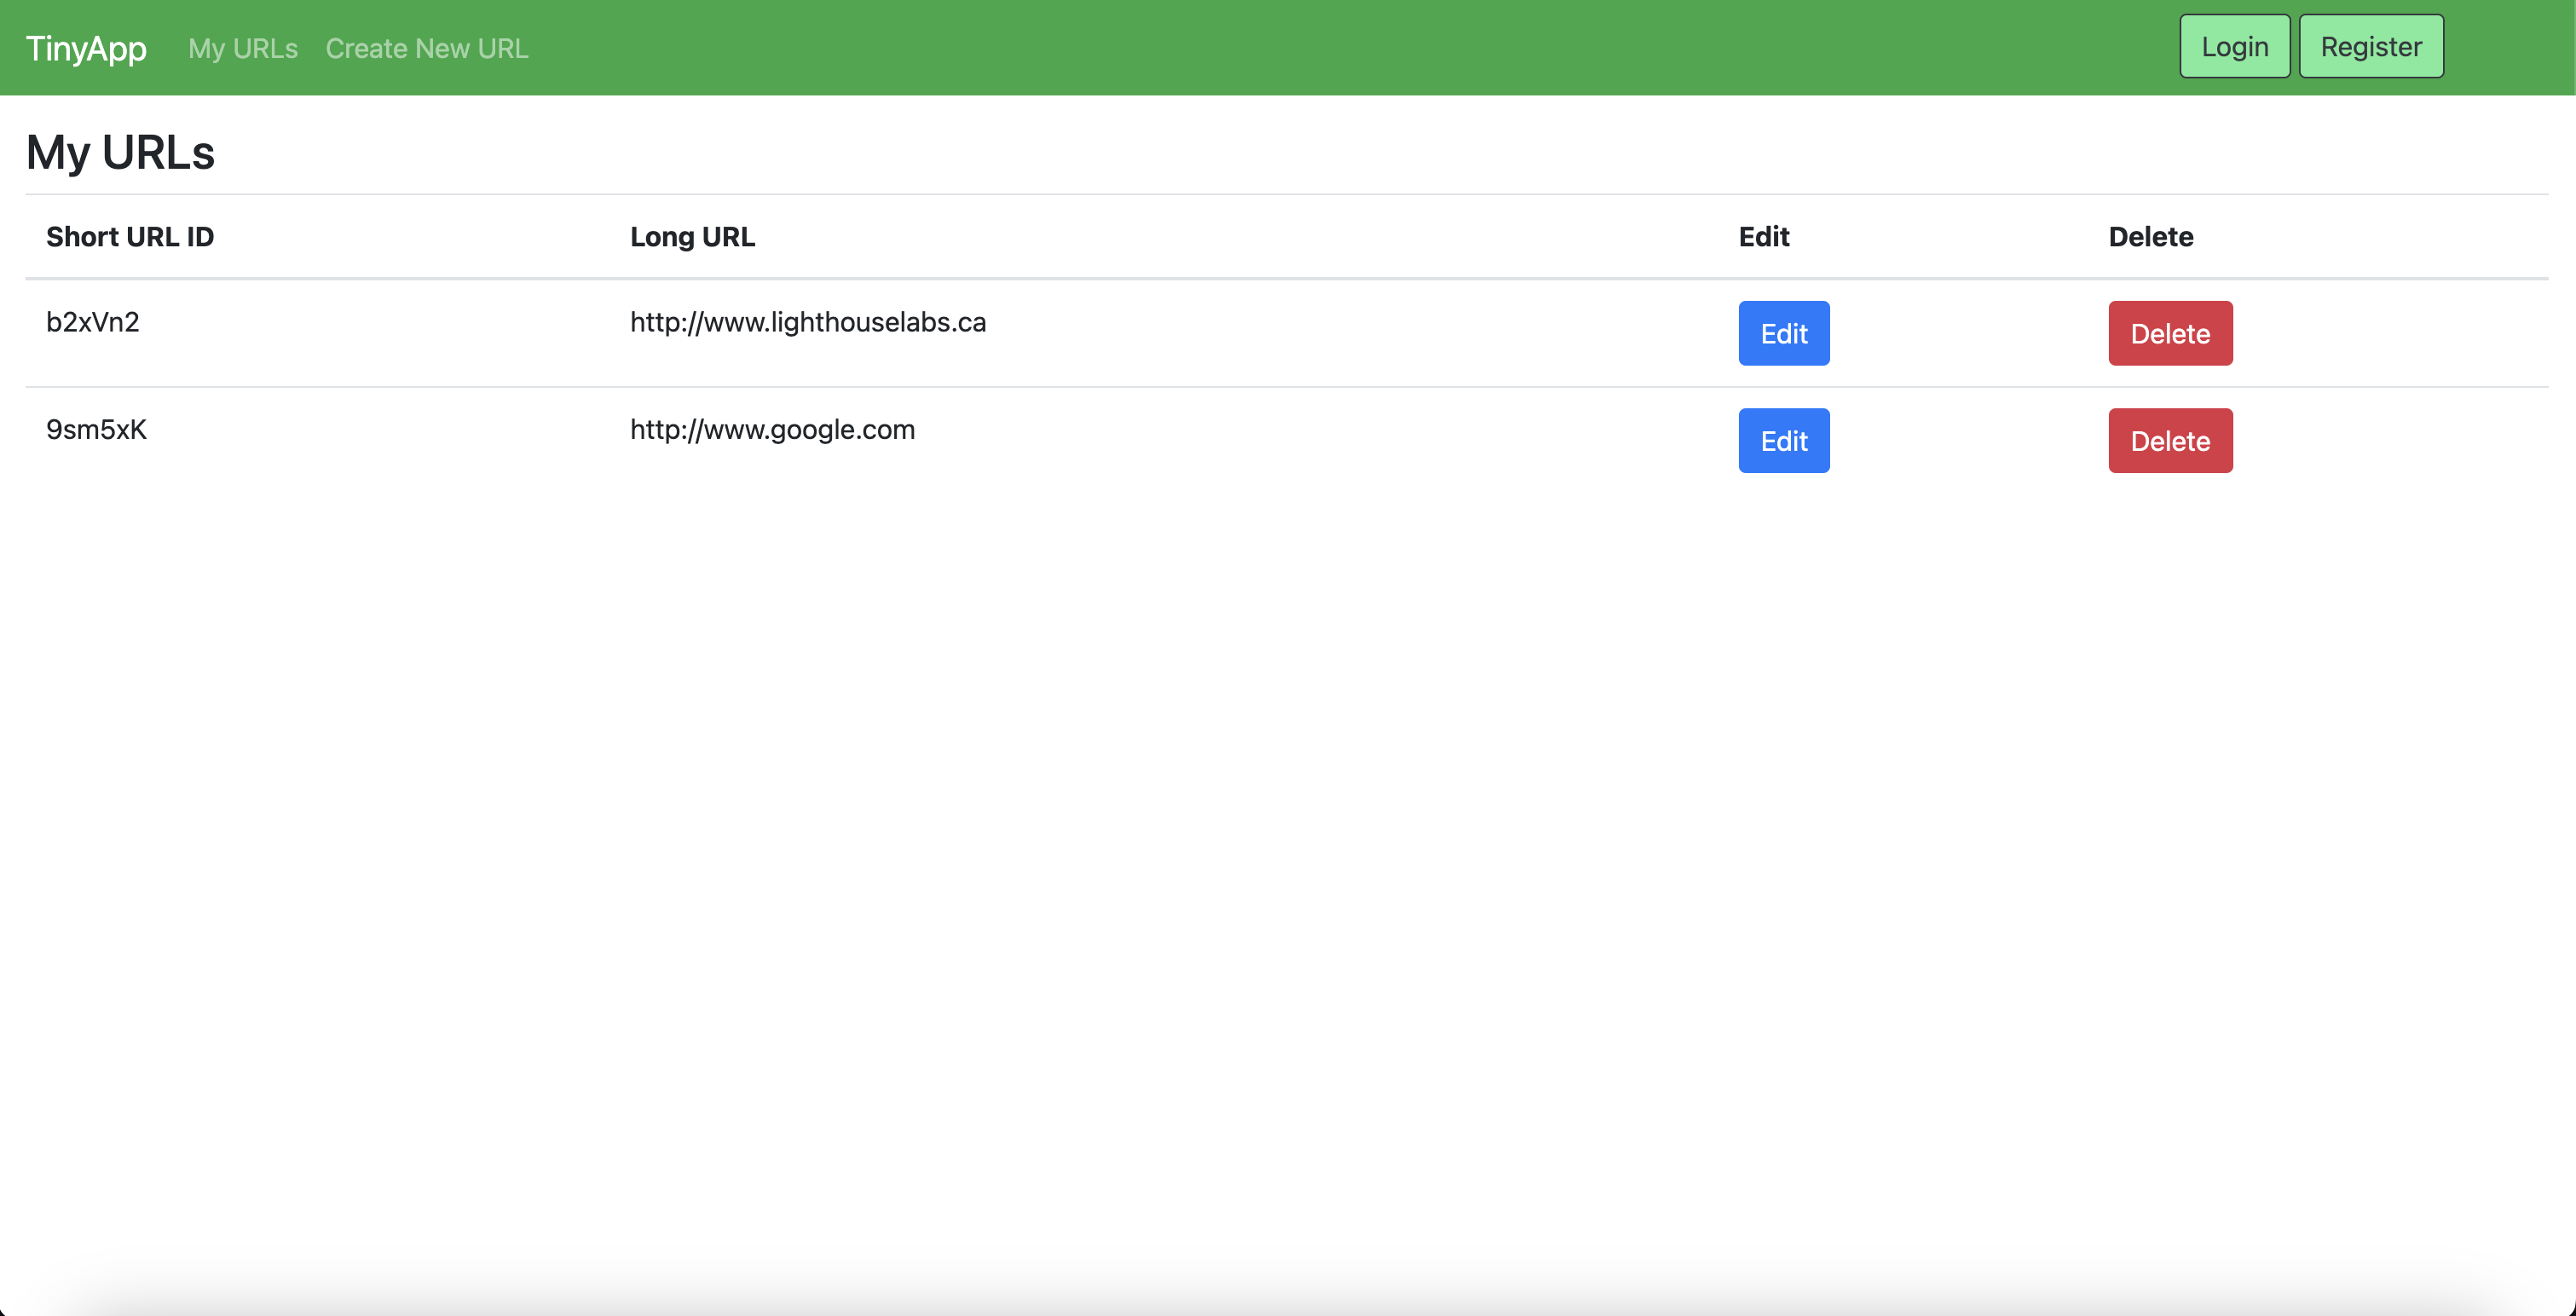 TinyApp My URLs Create New URL Login Register
My URLs
Short URL ID Long URL Edit Delete
b2xVn2 http://www.lighthouselabs.ca Edit Delete
9sm5xK http://www.google.com Edit Delete